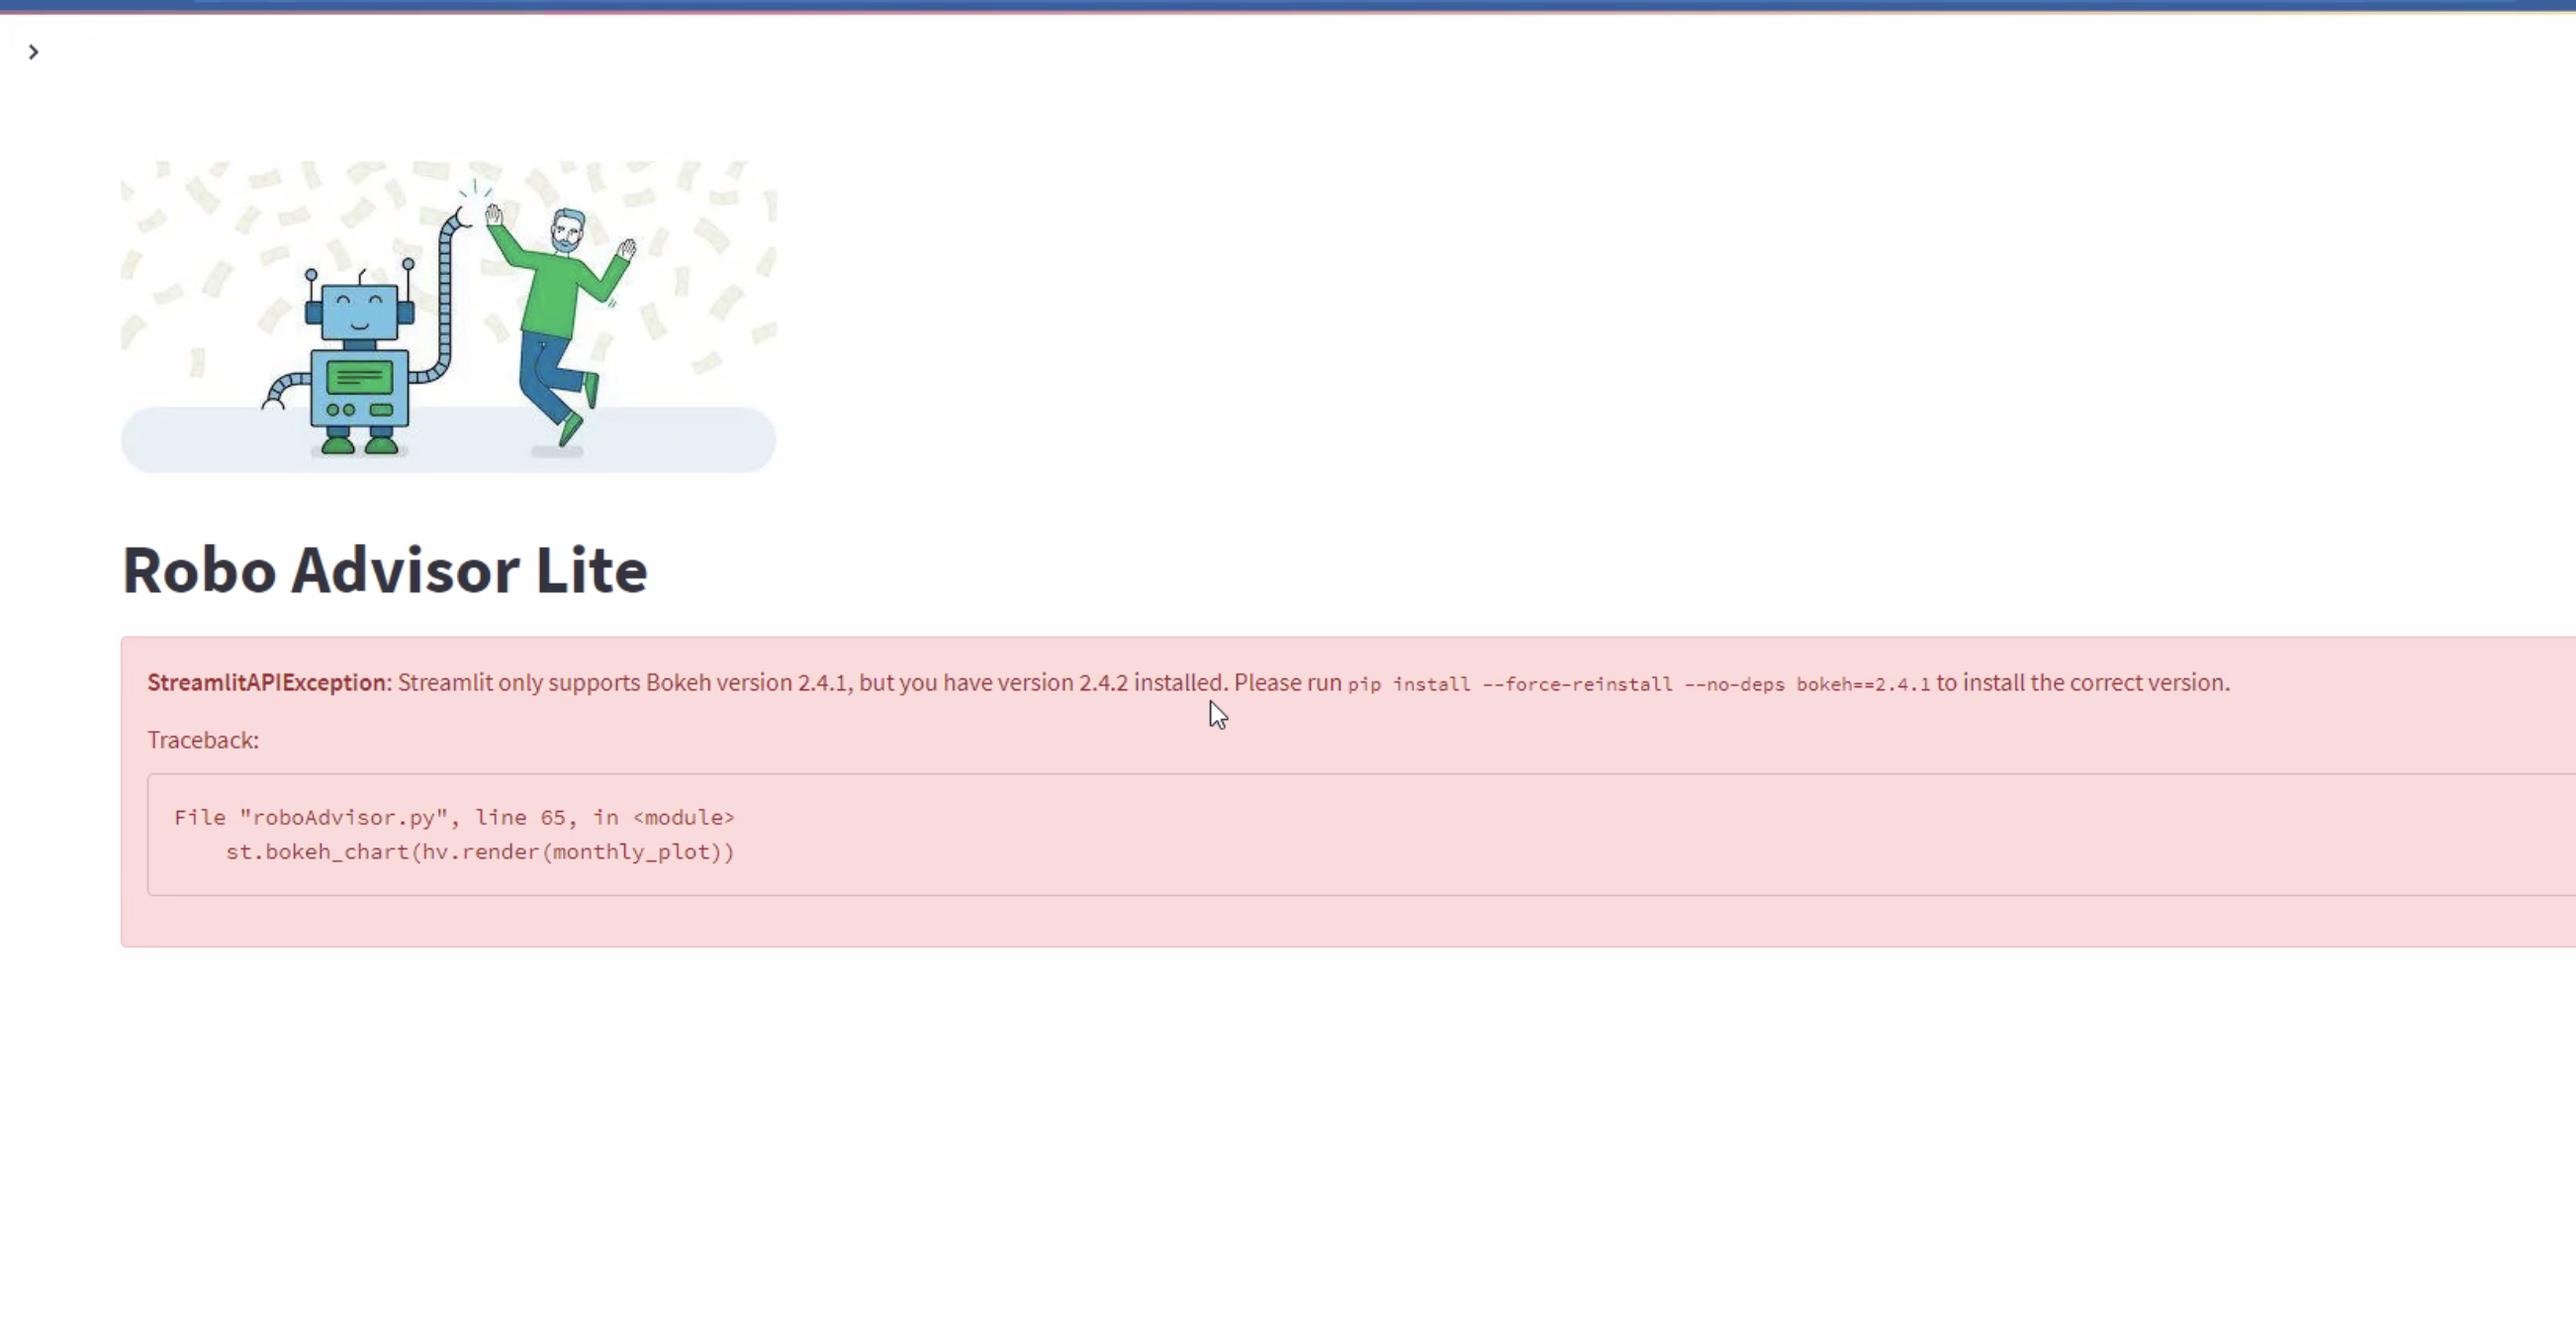 Robo Advisor Lite
StreamlitAPIException: Streamlit only supports Bokeh version 2.4.1, but you have version 2.4.2 installed. Please run pip install --force-reinstall --no-deps bokeh==2.4.1 to install the correct version.
Traceback:
File "roboAdvisor.py", line 65, in <module>
    st.bokeh_chart(hv.render(monthly_plot))